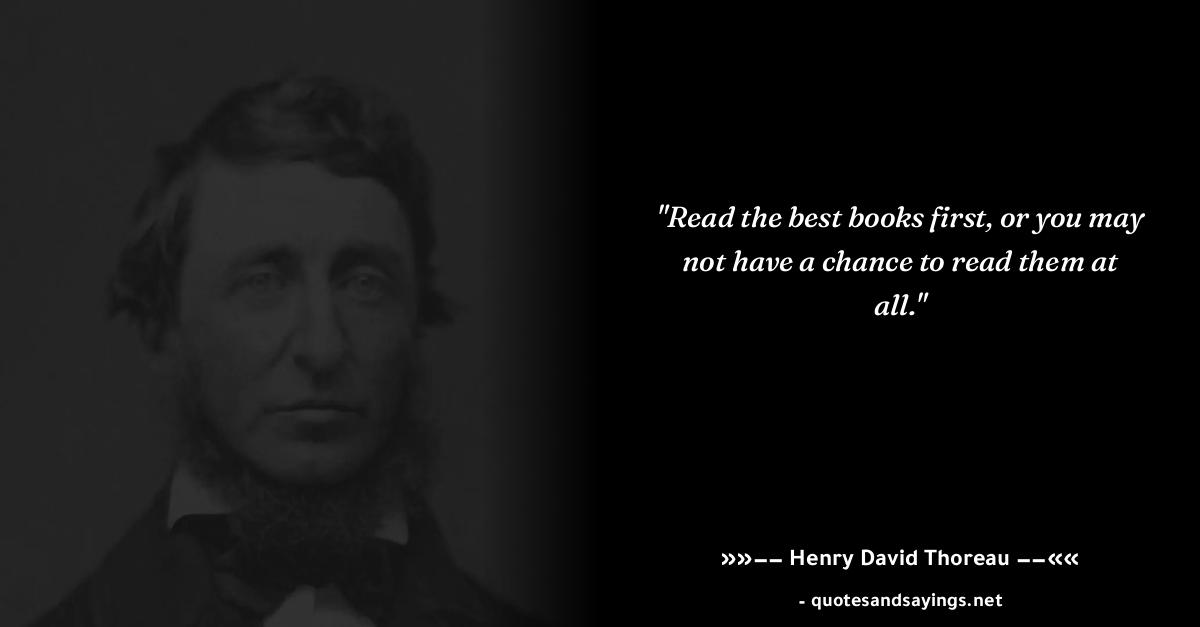 "Read the best books first, or you may
not have a chance to read them at
all."
»»−− Henry David Thoreau −−««
- quotesandsayings.net